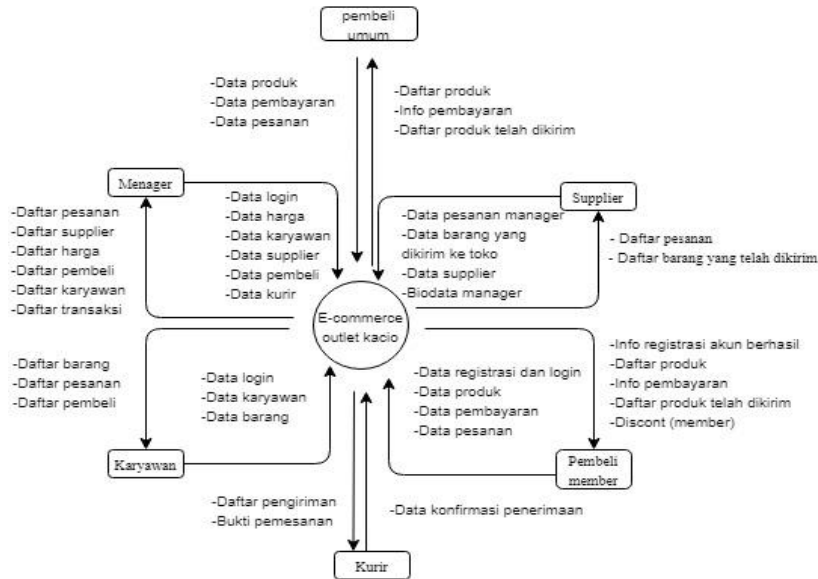 pembeli
umum
-Data produk
-Data pembayaran
-Data pesanan
-Daftar produk
-Info pembayaran
-Daftar produk telah dikirim
Menager
-Daftar pesanan
-Daftar supplier
-Daftar harga
-Daftar pembeli
-Daftar karyawan
-Daftar transaksi
-Data login
-Data harga
-Data karyawan
-Data supplier
-Data pembeli
-Data kurir
Supplier
-Data pesanan manager
-Data barang yang
dikirim ke toko
-Data supplier
-Biodata manager
- Daftar pesanan
- Daftar barang yang telah dikirim
E-commerce
outlet kacio
-Daftar barang
-Daftar pesanan
-Daftar pembeli
-Data login
-Data karyawan
-Data barang
Karyawan
-Data registrasi dan login
-Data produk
-Data pembayaran
-Data pesanan
-Info registrasi akun berhasil
-Daftar produk
-Info pembayaran
-Daftar produk telah dikirim
-Discont (member)
Pembeli
member
-Daftar pengiriman
-Bukti pemesanan
-Data konfirmasi penerimaan
Kurir